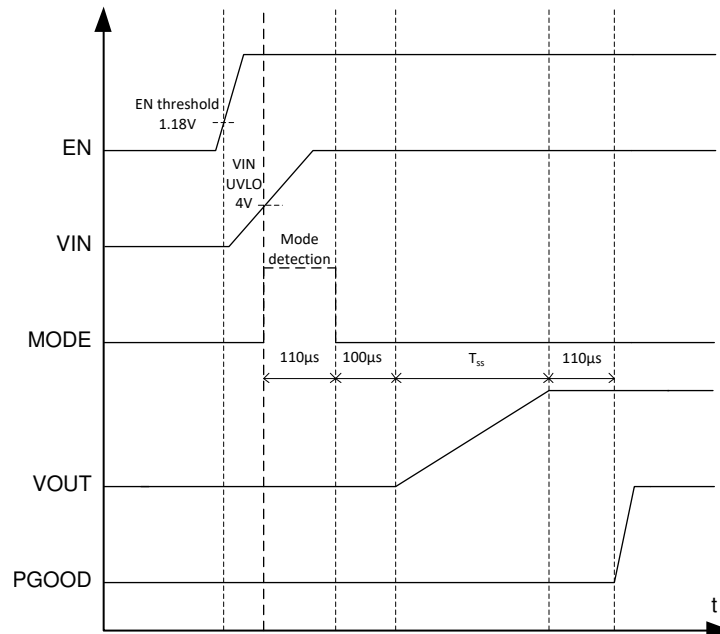 EN threshold
1.18V
EN
VIN
UVLO
4V
VIN
Mode
detection
MODE
110µs
100µs
Tss
110µs
VOUT
PGOOD
t